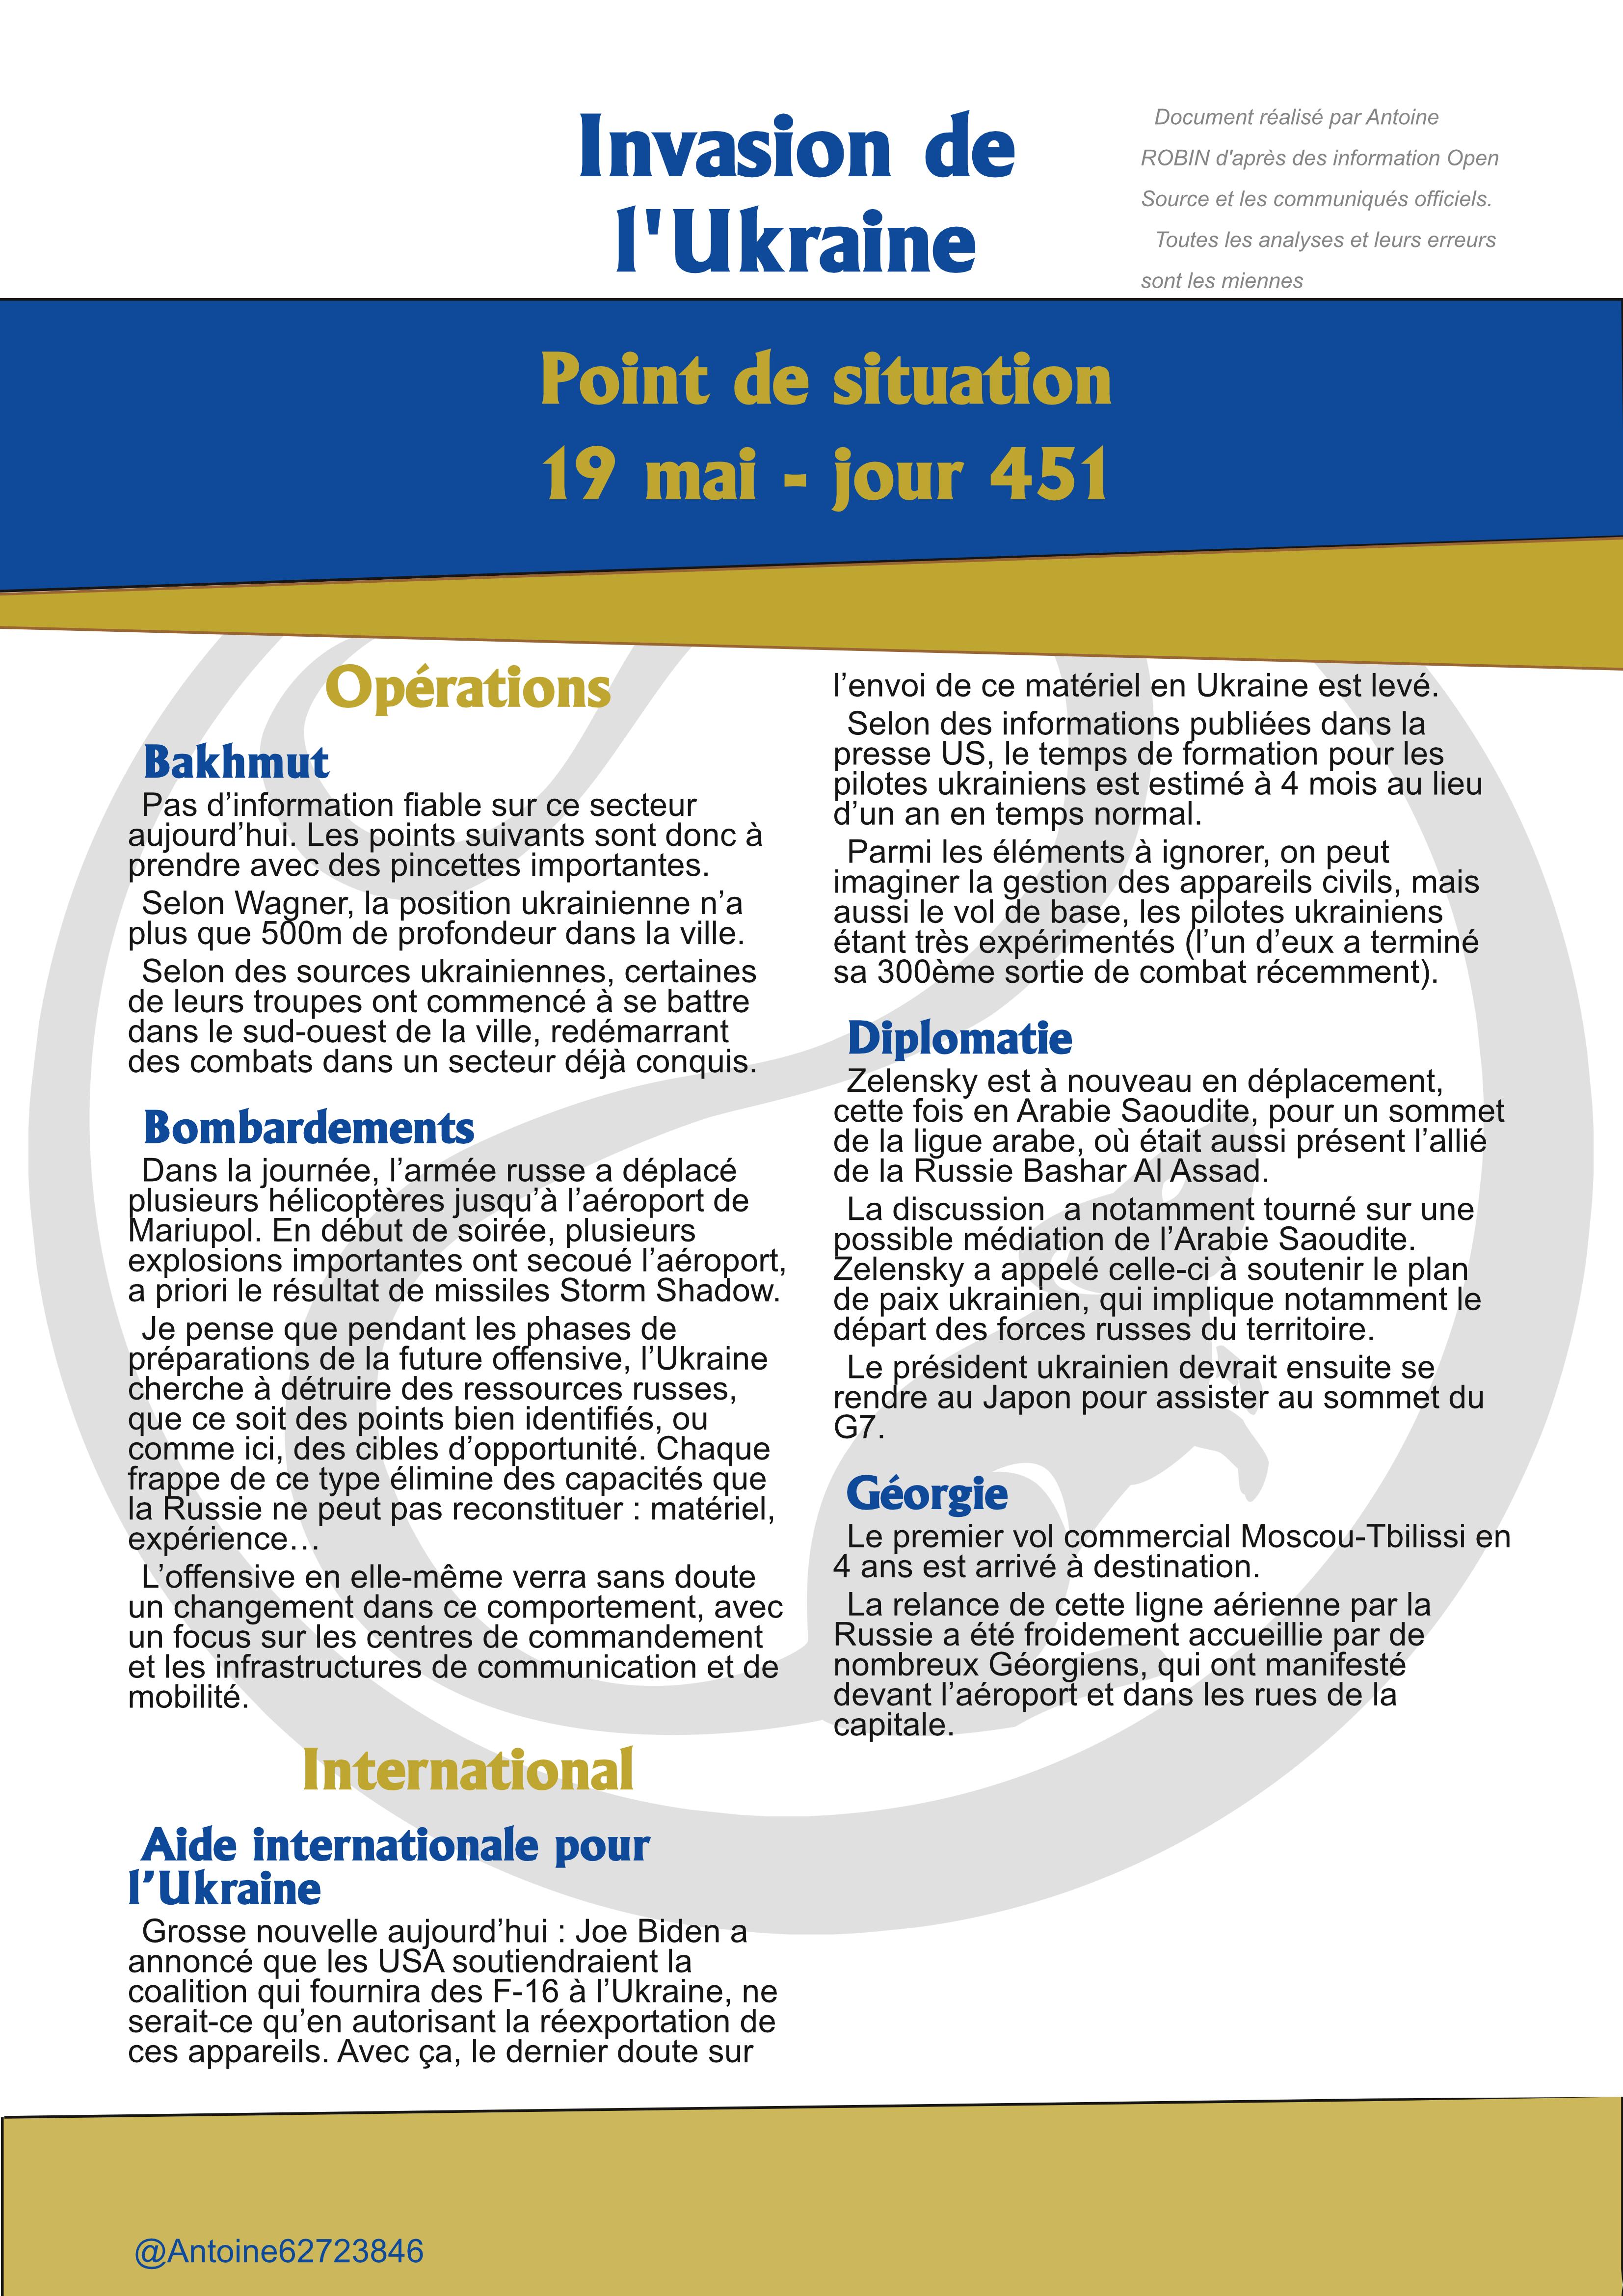 Invasion de
l'Ukraine
Document réalisé par Antoine
ROBIN d'après des information Open
Source et les communiqués officiels.
Toutes les analyses et leurs erreurs
sont les miennes
Point de situation
19 mai - jour 451
Opérations
Bakhmut
Pas d’information fiable sur ce secteur
aujourd’hui. Les points suivants sont donc à
prendre avec des pincettes importantes.
Selon Wagner, la position ukrainienne n’a
plus que 500m de profondeur dans la ville.
Selon des sources ukrainiennes, certaines
de leurs troupes ont commencé à se battre
dans le sud-ouest de la ville, redémarrant
des combats dans un secteur déjà conquis.
Bombardements
Dans la journée, l’armée russe a déplacé
plusieurs hélicoptères jusqu’à l’aéroport de
Mariupol. En début de soirée, plusieurs
explosions importantes ont secoué l’aéroport,
a priori le résultat de missiles Storm Shadow.
Je pense que pendant les phases de
préparations de la future offensive, l’Ukraine
cherche à détruire des ressources russes,
que ce soit des points bien identifiés, ou
comme ici, des cibles d’opportunité. Chaque
frappe de ce type élimine des capacités que
la Russie ne peut pas reconstituer : matériel,
expérience…
L’offensive en elle-même verra sans doute
un changement dans ce comportement, avec
un focus sur les centres de commandement
et les infrastructures de communication et de
mobilité.
International
Aide internationale pour
l’Ukraine
Grosse nouvelle aujourd’hui : Joe Biden a
annoncé que les USA soutiendraient la
coalition qui fournira des F-16 à l’Ukraine, ne
serait-ce qu’en autorisant la réexportation de
ces appareils. Avec ça, le dernier doute sur
l’envoi de ce matériel en Ukraine est levé.
Selon des informations publiées dans la
presse US, le temps de formation pour les
pilotes ukrainiens est estimé à 4 mois au lieu
d’un an en temps normal.
Parmi les éléments à ignorer, on peut
imaginer la gestion des appareils civils, mais
aussi le vol de base, les pilotes ukrainiens
étant très expérimentés (l’un d’eux a terminé
sa 300ème sortie de combat récemment).
Diplomatie
Zelensky est à nouveau en déplacement,
cette fois en Arabie Saoudite, pour un sommet
de la ligue arabe, où était aussi présent l’allié
de la Russie Bashar Al Assad.
La discussion  a notamment tourné sur une
possible médiation de l’Arabie Saoudite.
Zelensky a appelé celle-ci à soutenir le plan
de paix ukrainien, qui implique notamment le
départ des forces russes du territoire.
Le président ukrainien devrait ensuite se
rendre au Japon pour assister au sommet du
G7.
Géorgie
Le premier vol commercial Moscou-Tbilissi en
4 ans est arrivé à destination.
La relance de cette ligne aérienne par la
Russie a été froidement accueillie par de
nombreux Géorgiens, qui ont manifesté
devant l’aéroport et dans les rues de la
capitale.
@Antoine62723846